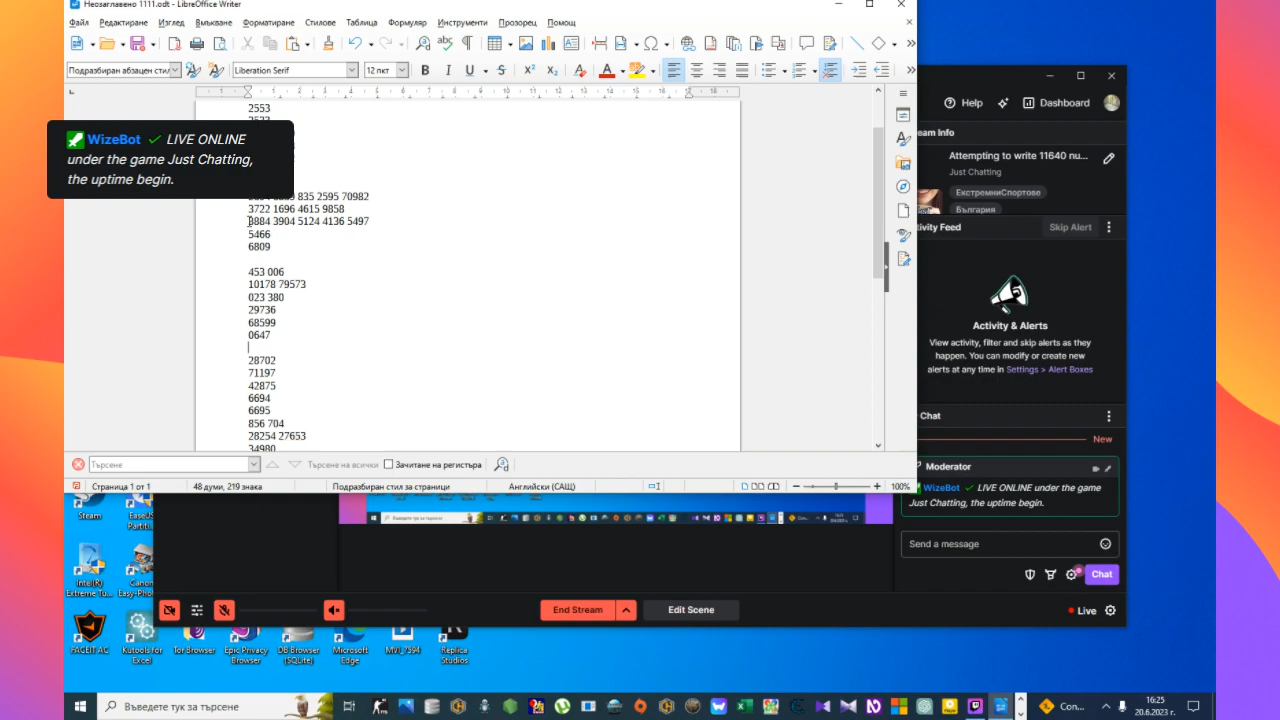 Неозаглавено 1111.odt - LibreOffice Writer
Файл Редактиране Изглед Вмъкване Форматиране Стилове Таблица Формуляр Инструменти Прозорец Помощ
Подразбиран абзацен стил Liberation Serif 12 пкт
2553
WizeBot ✓ LIVE ONLINE
under the game Just Chatting,
the uptime begin.
835 2595 70982
3722 1696 4615 9858
3904 5124 4136 5497
5466
6809
453 006
10178 79573
023 380
29736
68599
0647
28702
71197
42875
6694
6695
856 704
28254 27653
34980
Търсене Търсене на всички Зачитане на регистъра
Страница 1 от 1 48 думи, 219 знака Подразбиран стил за страници Английски (САЩ) 100%
Help Dashboard
eam Info
Attempting to write 11640 nu...
Just Chatting
ЕкстремниСпортове
България
tivity Feed Skip Alert
Activity & Alerts
View activity, filter and skip alerts as they
happen. You can modify or create new
alerts at any time in Settings > Alert Boxes
Chat
New
Moderator
WizeBot ✓ LIVE ONLINE under the game
Just Chatting, the uptime begin.
Send a message
Chat
End Stream Edit Scene Live
Steam EaseUS
Partiti...
Intel(R)
Extreme Tu...
Canon
Easy-Pho...
FACEIT AC
Kutools for
Excel
Tor Browser
Epic Privacy
Browser
DB Browser
(SQLite)
Microsoft
Edge
MVI_7594
Replica
Studios
Въведете тук за търсене
Con...
16:25
20.6.2023 г.